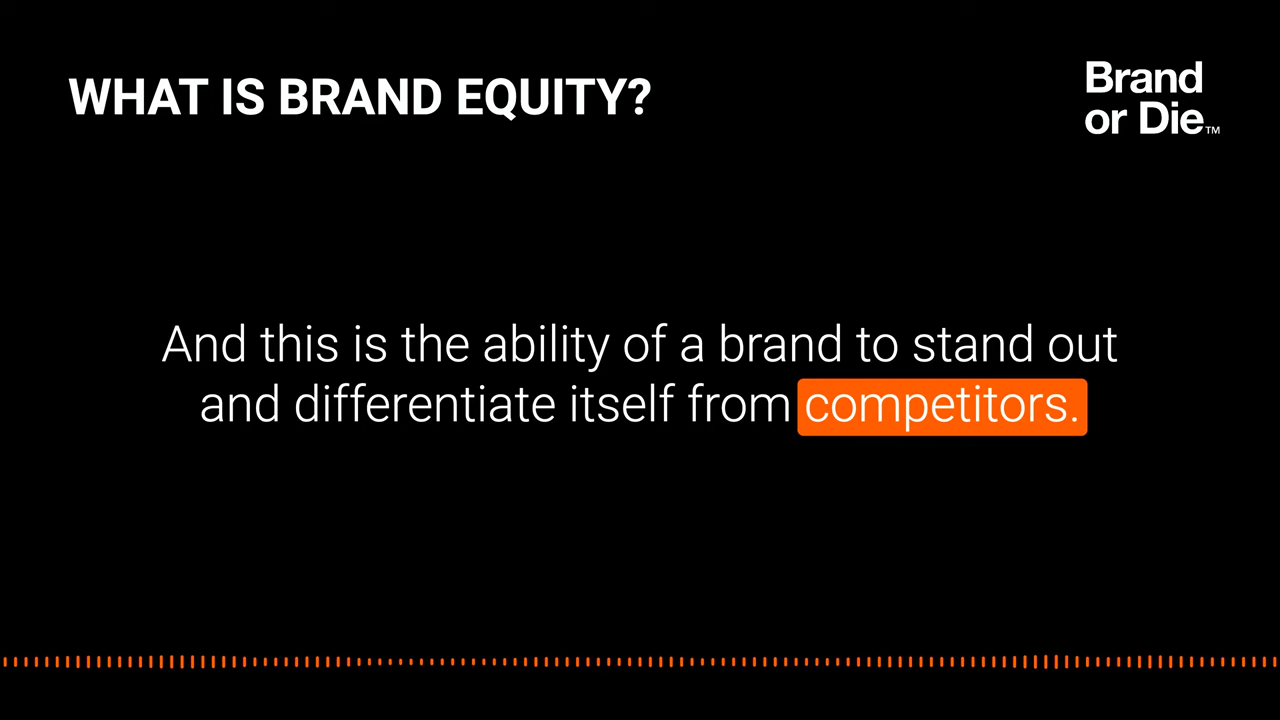 WHAT IS BRAND EQUITY?
Brand
or Die™
And this is the ability of a brand to stand out
and differentiate itself from competitors.